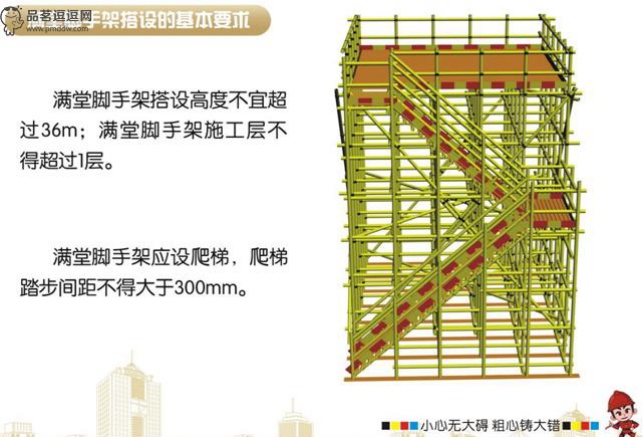 品茗逗逗网
www.pmddw.com
满堂脚手架搭设的基本要求
满堂脚手架搭设高度不宜超
过36m；满堂脚手架施工层不
得超过1层。
满堂脚手架应设爬梯，爬梯
踏步间距不得大于300mm。
小心无大碍 粗心铸大错